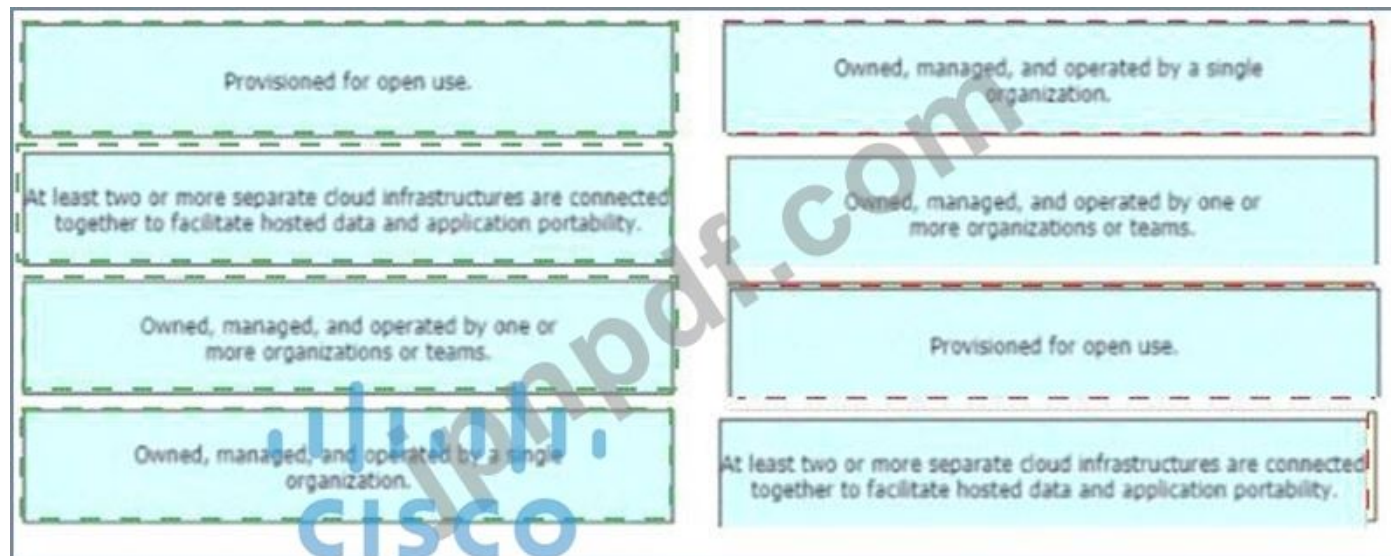 Provisioned for open use.
At least two or more separate cloud infrastructures are connected
together to facilitate hosted data and application portability.
Owned, managed, and operated by one or
more organizations or teams.
Owned, managed, and operated by a single
organization.
Owned, managed, and operated by a single
organization.
Owned, managed, and operated by one or
more organizations or teams.
Provisioned for open use.
At least two or more separate cloud infrastructures are connected
together to facilitate hosted data and application portability.
jpnpdf.com
CISCO